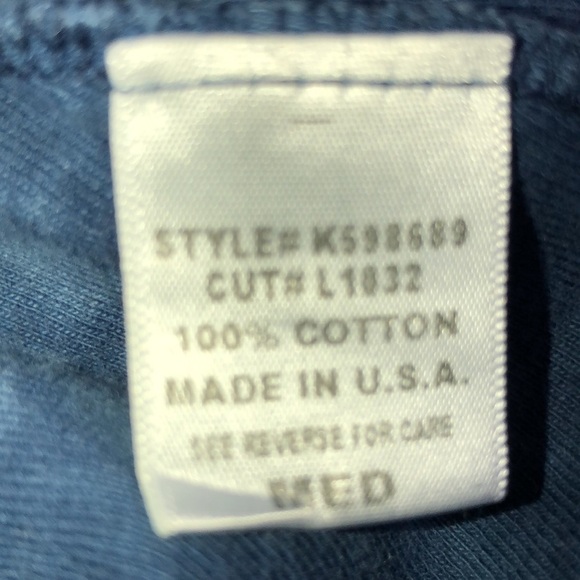 STYLE# K598689
CUT# L1832
100% COTTON
MADE IN U.S.A.
SEE REVERSE FOR CARE
MED